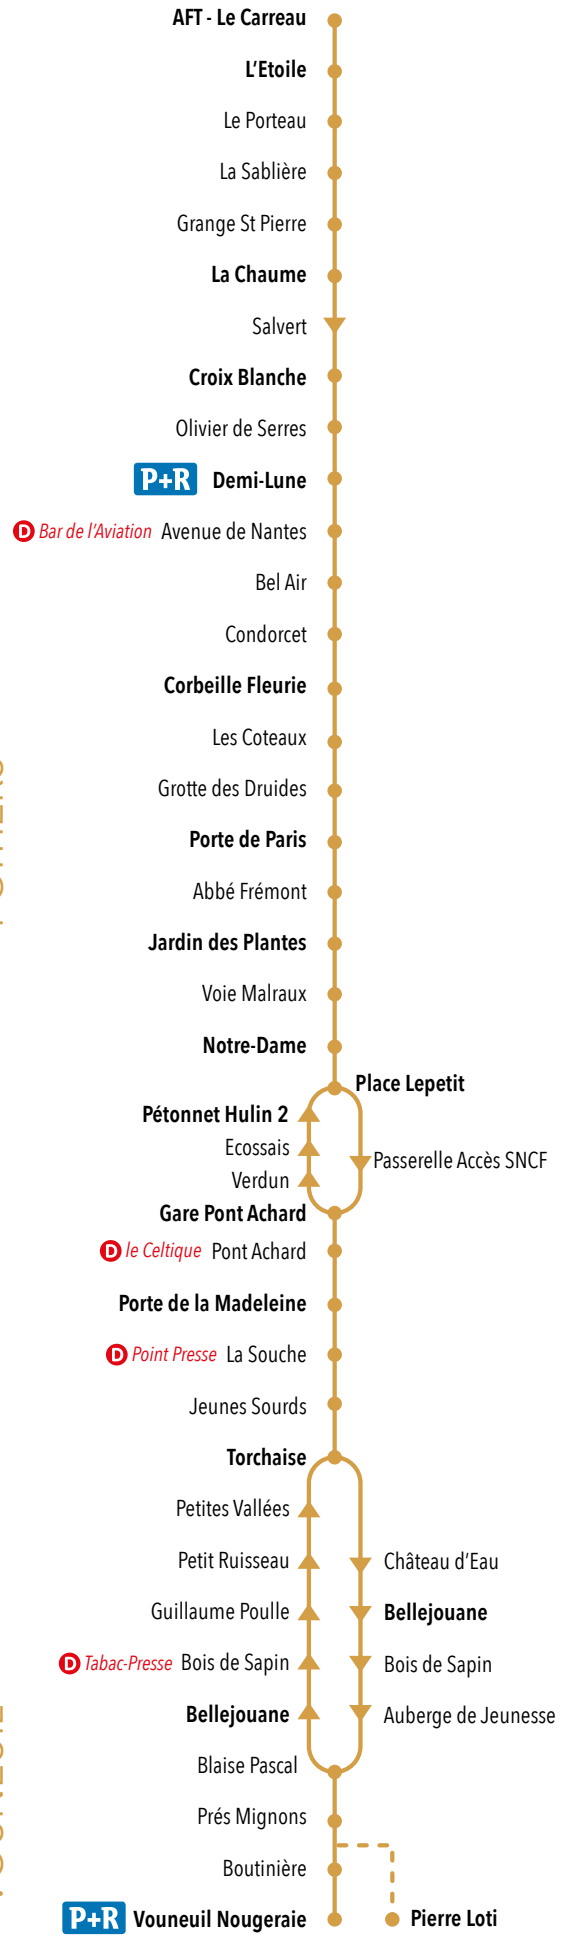 AFT - Le Carreau
L'Etoile
Le Porteau
La Sablière
Grange St Pierre
La Chaume
Salvert
Croix Blanche
Olivier de Serres
P+R Demi-Lune
D Bar de l'Aviation Avenue de Nantes
Bel Air
Condorcet
Corbeille Fleurie
Les Coteaux
Grotte des Druides
Porte de Paris
Abbé Frémont
Jardin des Plantes
Voie Malraux
Notre-Dame
Place Lepetit
Pétonnet Hulin 2
Ecossais
Passerelle Accès SNCF
Verdun
Gare Pont Achard
D le Celtique Pont Achard
Porte de la Madeleine
D Point Presse La Souche
Jeunes Sourds
Torchaise
Petites Vallées
Petit Ruisseau
Château d'Eau
Guillaume Poulle
Bellejouane
D Tabac-Presse Bois de Sapin
Bois de Sapin
Bellejouane
Auberge de Jeunesse
Blaise Pascal
Prés Mignons
Boutinière
P+R Vouneuil Nougeraie
Pierre Loti